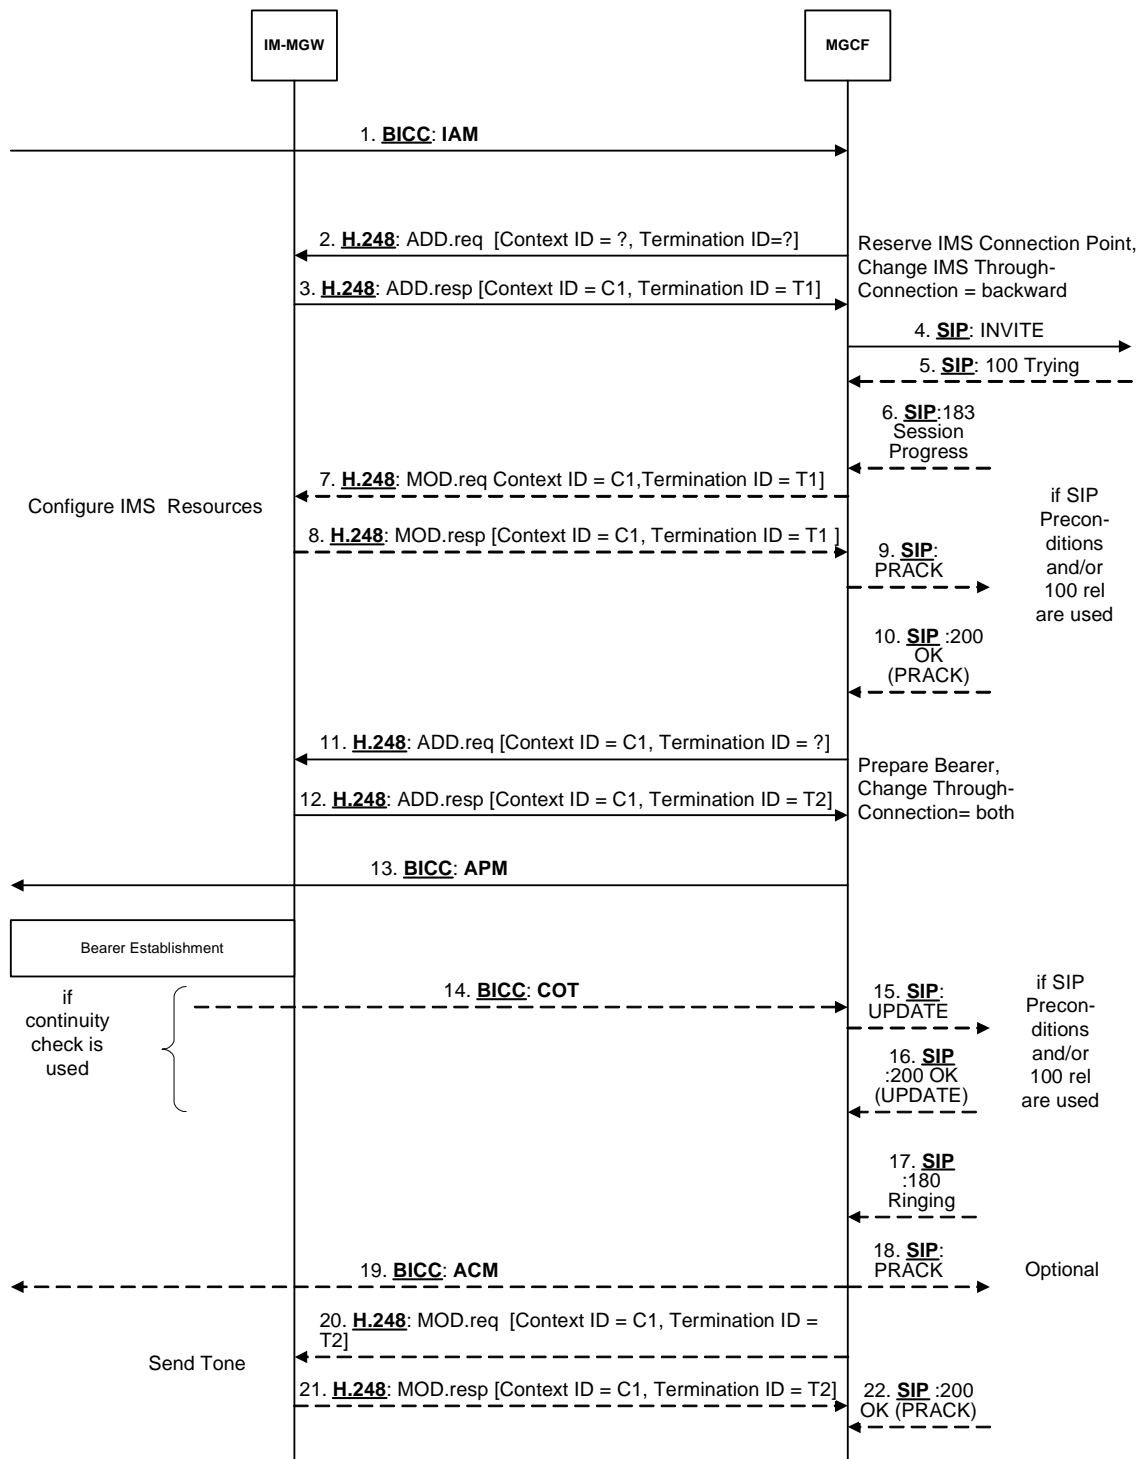 IM-MGW
MGCF
1. BICC: IAM
2. H.248: ADD.req [Context ID = ?, Termination ID=?]
Reserve IMS Connection Point,
Change IMS Through-
Connection = backward
3. H.248: ADD.resp [Context ID = C1, Termination ID = T1]
4. SIP: INVITE
5. SIP: 100 Trying
6. SIP:183
Session
Progress
7. H.248: MOD.req Context ID = C1,Termination ID = T1]
Configure IMS Resources
8. H.248: MOD.resp [Context ID = C1, Termination ID = T1 ]
if SIP
Precon-
ditions
and/or
100 rel
are used
9. SIP:
PRACK
10. SIP :200
OK
(PRACK)
11. H.248: ADD.req [Context ID = C1, Termination ID = ?]
Prepare Bearer,
Change Through-
Connection= both
12. H.248: ADD.resp [Context ID = C1, Termination ID = T2]
13. BICC: APM
Bearer Establishment
if
continuity
check is
used
14. BICC: COT
15. SIP:
UPDATE
if SIP
Precon-
ditions
and/or
100 rel
are used
16. SIP
:200 OK
(UPDATE)
17. SIP
:180
Ringing
18. SIP:
PRACK
Optional
19. BICC: ACM
20. H.248: MOD.req [Context ID = C1, Termination ID =
T2]
Send Tone
21. H.248: MOD.resp [Context ID = C1, Termination ID = T2]
22. SIP :200
OK (PRACK)